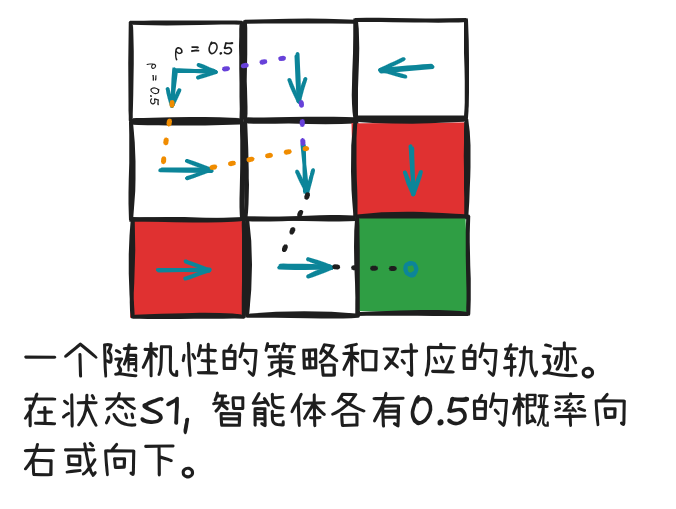 p = 0.5
p = 0.5
一个随机性的策略和对应的轨迹。
在状态S1, 智能体各有0.5的概率向
右或向下。